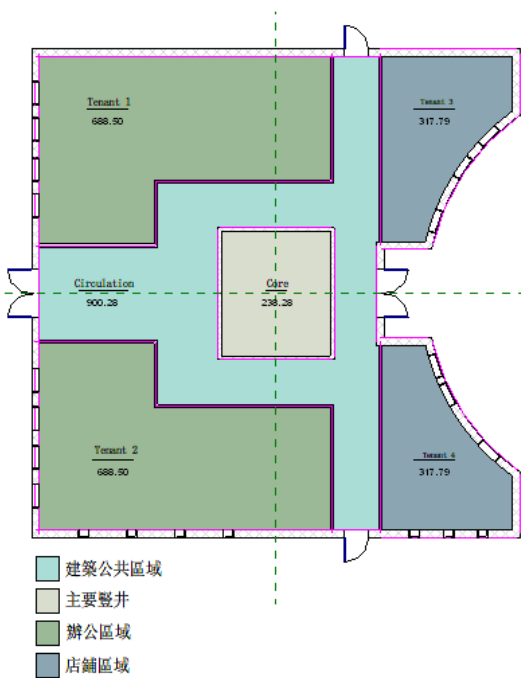 Tenant 1
688.50
Tenant 3
317.79
Circulation
900.28
Core
238.28
Tenant 2
688.50
Tenant 4
317.79
建築公共區域
主要豎井
辦公區域
店鋪區域